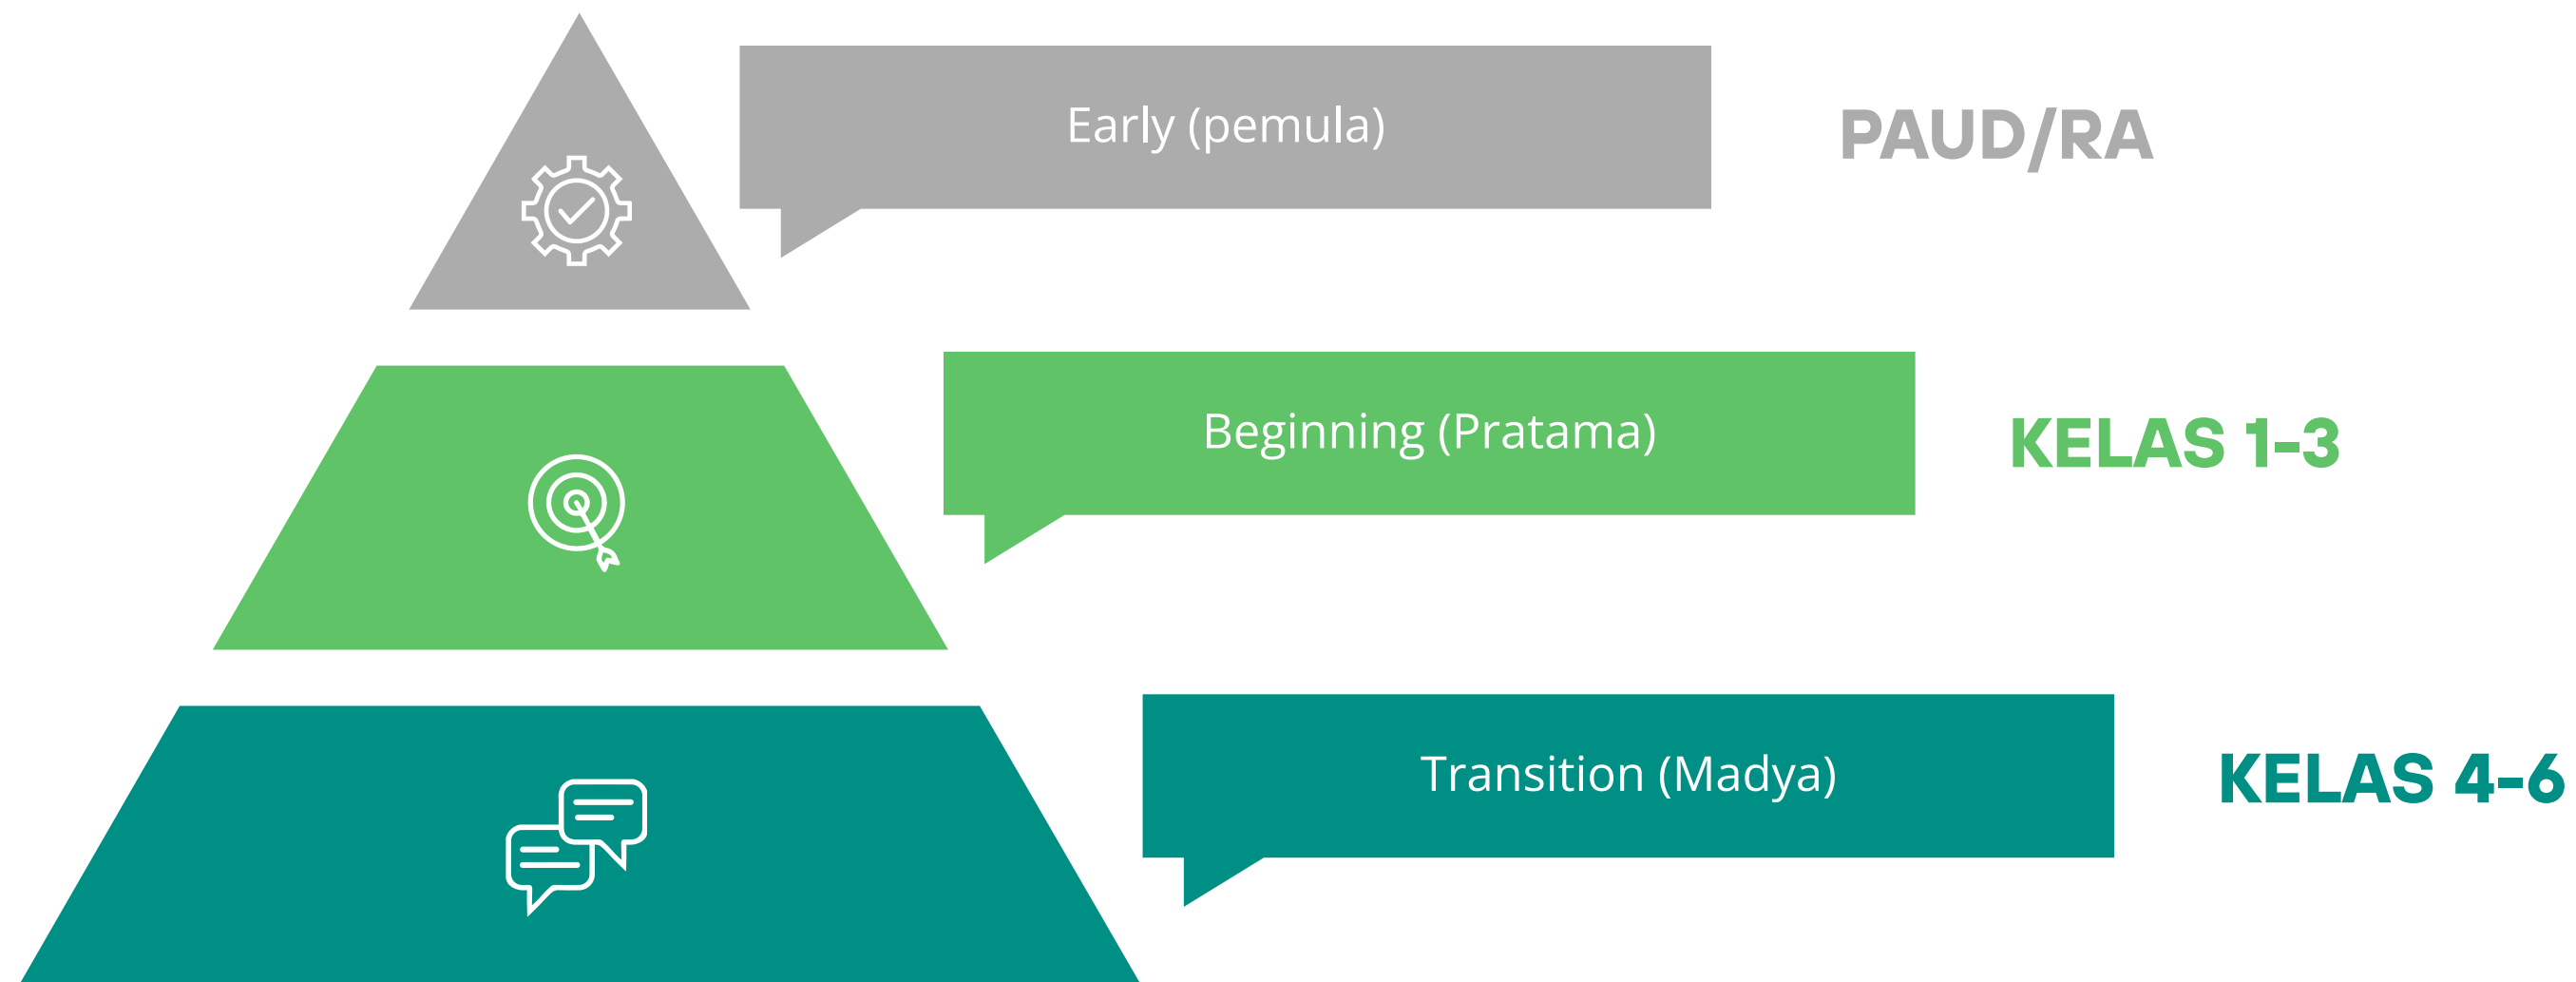 Early (pemula)
PAUD/RA
Beginning (Pratama)
KELAS 1-3
Transition (Madya)
KELAS 4-6